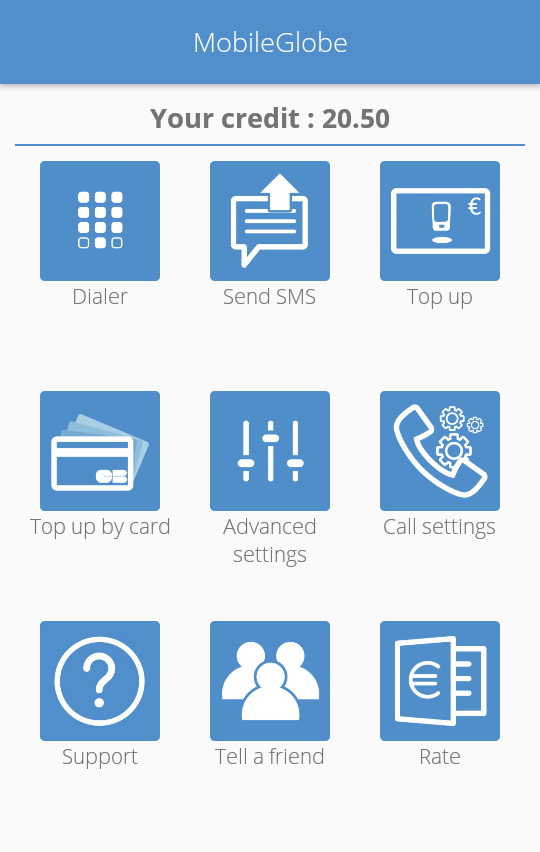 MobileGlobe
Your credit : 20.50
€
Dialer
Send SMS
Top up
Top up by card
Advanced
settings
Call settings
?
€
Support
Tell a friend
Rate